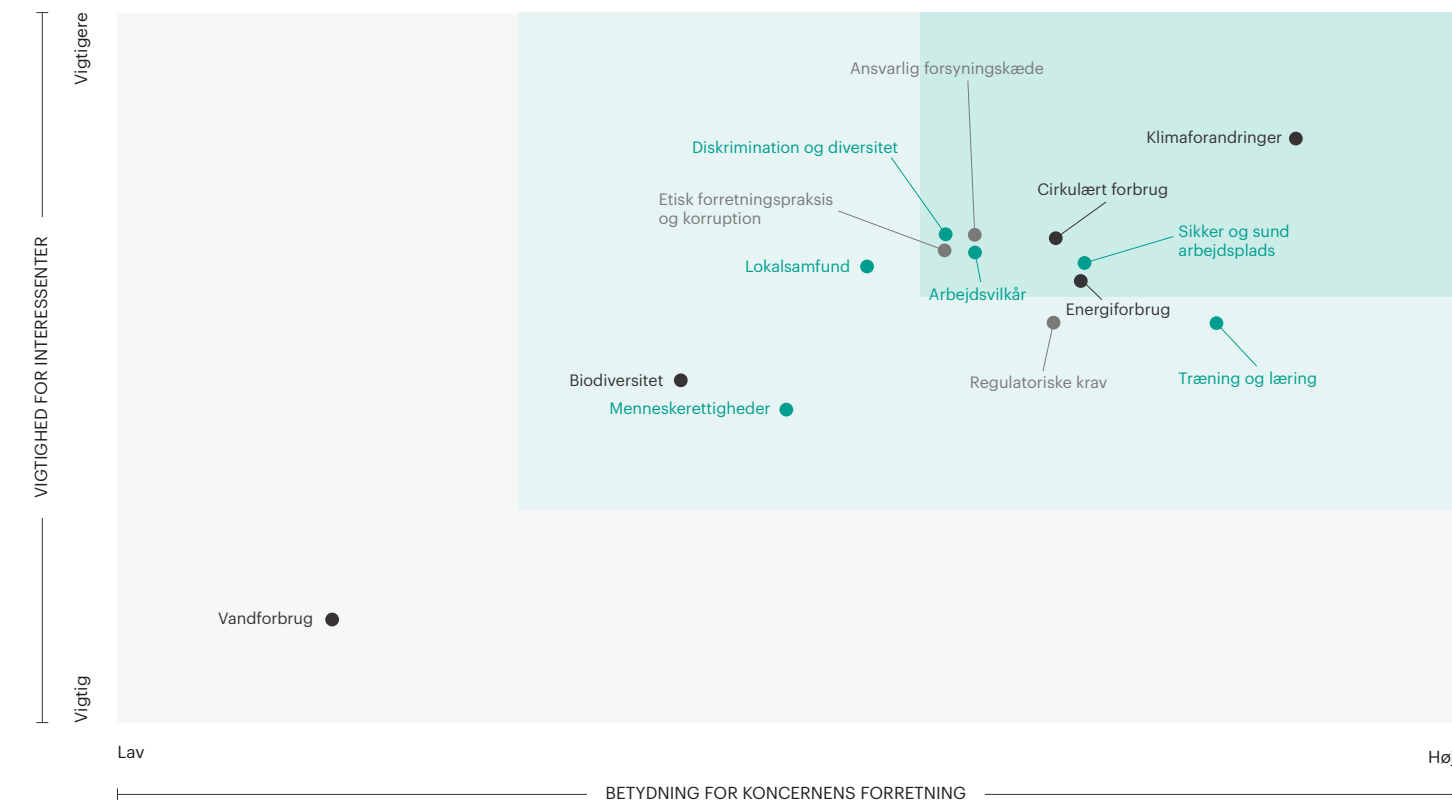 Vigtigere
VIGTIGHED FOR INTERESSENTER
Vigtig
Ansvarlig forsyningskæde
Klimaforandringer
Diskrimination og diversitet
Cirkulært forbrug
Etisk forretningspraksis
og korruption
Sikker og sund
arbejdsplads
Lokalsamfund
Arbejdsvilkår
Energiforbrug
Biodiversitet
Regulatoriske krav
Træning og læring
Menneskerettigheder
Vandforbrug
Lav
Høj
BETYDNING FOR KONCERNENS FORRETNING